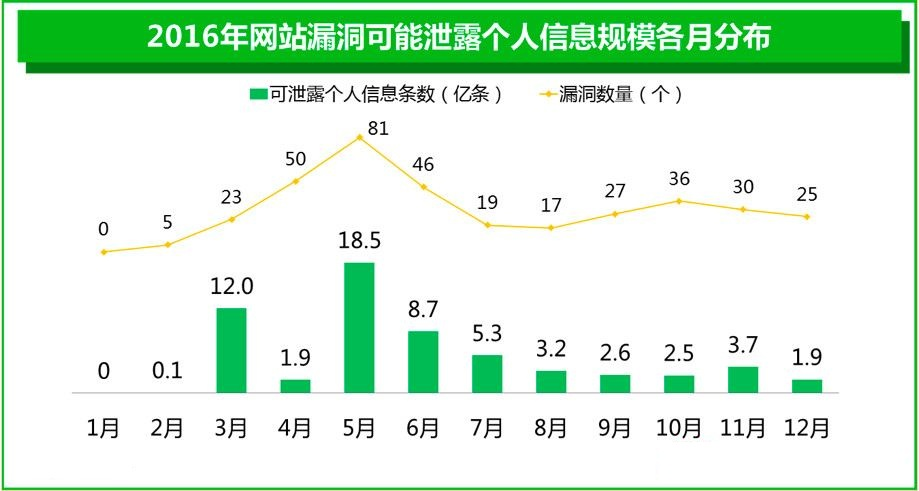 2016年网站漏洞可能泄露个人信息规模各月分布
可泄露个人信息条数（亿条） 漏洞数量（个）
0 5 23 50 81 46 19 17 27 36 30 25
0 0.1 12.0 1.9 18.5 8.7 5.3 3.2 2.6 2.5 3.7 1.9
1月 2月 3月 4月 5月 6月 7月 8月 9月 10月 11月 12月